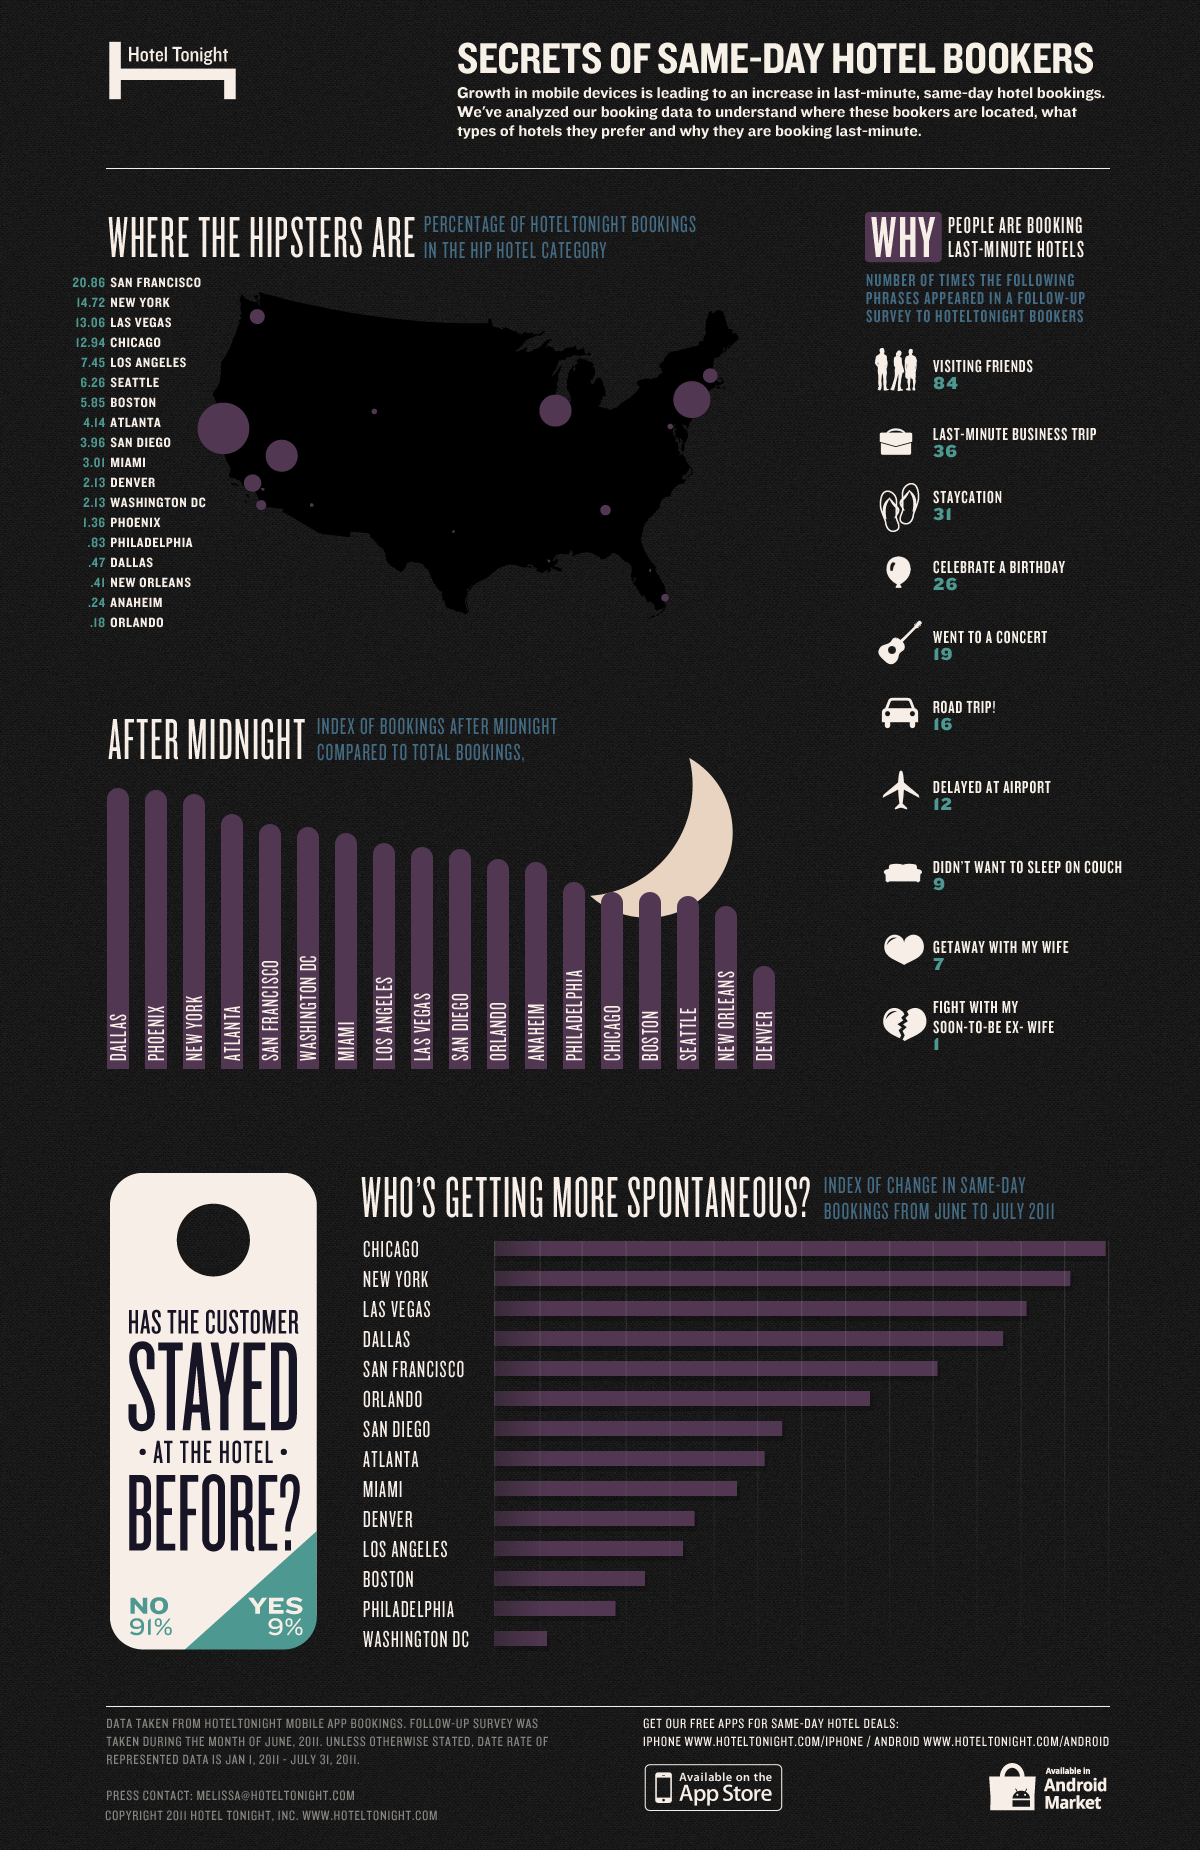 Hotel Tonight
SECRETS OF SAME-DAY HOTEL BOOKERS
Growth in mobile devices is leading to an increase in last-minute, same-day hotel bookings.
We've analyzed our booking data to understand where these bookers are located, what
types of hotels they prefer and why they are booking last-minute.
WHERE THE HIPSTERS ARE
PERCENTAGE OF HOTELTONIGHT BOOKINGS
IN THE HIP HOTEL CATEGORY
20.86 SAN FRANCISCO
14.72 NEW YORK
13.06 LAS VEGAS
12.94 CHICAGO
7.45 LOS ANGELES
6.26 SEATTLE
5.85 BOSTON
4.14 ATLANTA
3.96 SAN DIEGO
3.01 MIAMI
2.13 DENVER
2.13 WASHINGTON DC
1.36 PHOENIX
.83 PHILADELPHIA
.47 DALLAS
.41 NEW ORLEANS
.24 ANAHEIM
.18 ORLANDO
WHY
PEOPLE ARE BOOKING
LAST-MINUTE HOTELS
NUMBER OF TIMES THE FOLLOWING
PHRASES APPEARED IN A FOLLOW-UP
SURVEY TO HOTELTONIGHT BOOKERS
VISITING FRIENDS
84
LAST-MINUTE BUSINESS TRIP
36
STAYCATION
31
CELEBRATE A BIRTHDAY
26
WENT TO A CONCERT
19
ROAD TRIP!
16
DELAYED AT AIRPORT
12
DIDN'T WANT TO SLEEP ON COUCH
9
GETAWAY WITH MY WIFE
7
FIGHT WITH MY
SOON-TO-BE EX- WIFE
1
AFTER MIDNIGHT
INDEX OF BOOKINGS AFTER MIDNIGHT
COMPARED TO TOTAL BOOKINGS,
DALLAS
PHOENIX
NEW YORK
ATLANTA
SAN FRANCISCO
WASHINGTON DC
MIAMI
LOS ANGELES
LAS VEGAS
SAN DIEGO
ORLANDO
ANAHEIM
PHILADELPHIA
CHICAGO
BOSTON
SEATTLE
NEW ORLEANS
DENVER
HAS THE CUSTOMER
STAYED
• AT THE HOTEL •
BEFORE?
NO
91%
YES
9%
WHO'S GETTING MORE SPONTANEOUS?
INDEX OF CHANGE IN SAME-DAY
BOOKINGS FROM JUNE TO JULY 2011
CHICAGO
NEW YORK
LAS VEGAS
DALLAS
SAN FRANCISCO
ORLANDO
SAN DIEGO
ATLANTA
MIAMI
DENVER
LOS ANGELES
BOSTON
PHILADELPHIA
WASHINGTON DC
DATA TAKEN FROM HOTELTONIGHT MOBILE APP BOOKINGS. FOLLOW-UP SURVEY WAS
TAKEN DURING THE MONTH OF JUNE, 2011. UNLESS OTHERWISE STATED, DATE RATE OF
REPRESENTED DATA IS JAN 1, 2011 - JULY 31, 2011.
PRESS CONTACT: MELISSA@HOTELTONIGHT.COM
COPYRIGHT 2011 HOTEL TONIGHT, INC. WWW.HOTELTONIGHT.COM
GET OUR FREE APPS FOR SAME-DAY HOTEL DEALS:
IPHONE WWW.HOTELTONIGHT.COM/IPHONE / ANDROID WWW.HOTELTONIGHT.COM/ANDROID
Available on the
App Store
Available in
Android
Market